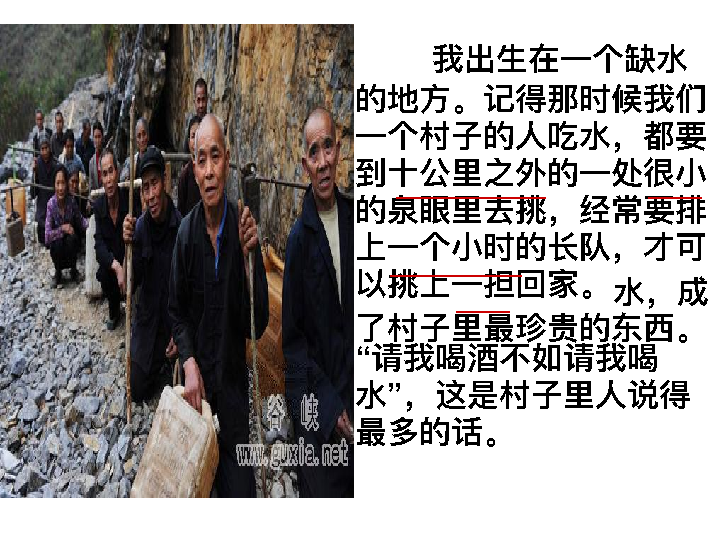 我出生在一个缺水
的地方。记得那时候我们
一个村子的人吃水，都要
到十公里之外的一处很小
的泉眼里去挑，经常要排
上一个小时的长队，才可
以挑上一担回家。水，成
了村子里最珍贵的东西。
“请我喝酒不如请我喝
水”，这是村子里人说得
最多的话。
谷 峡
www.guxia.net